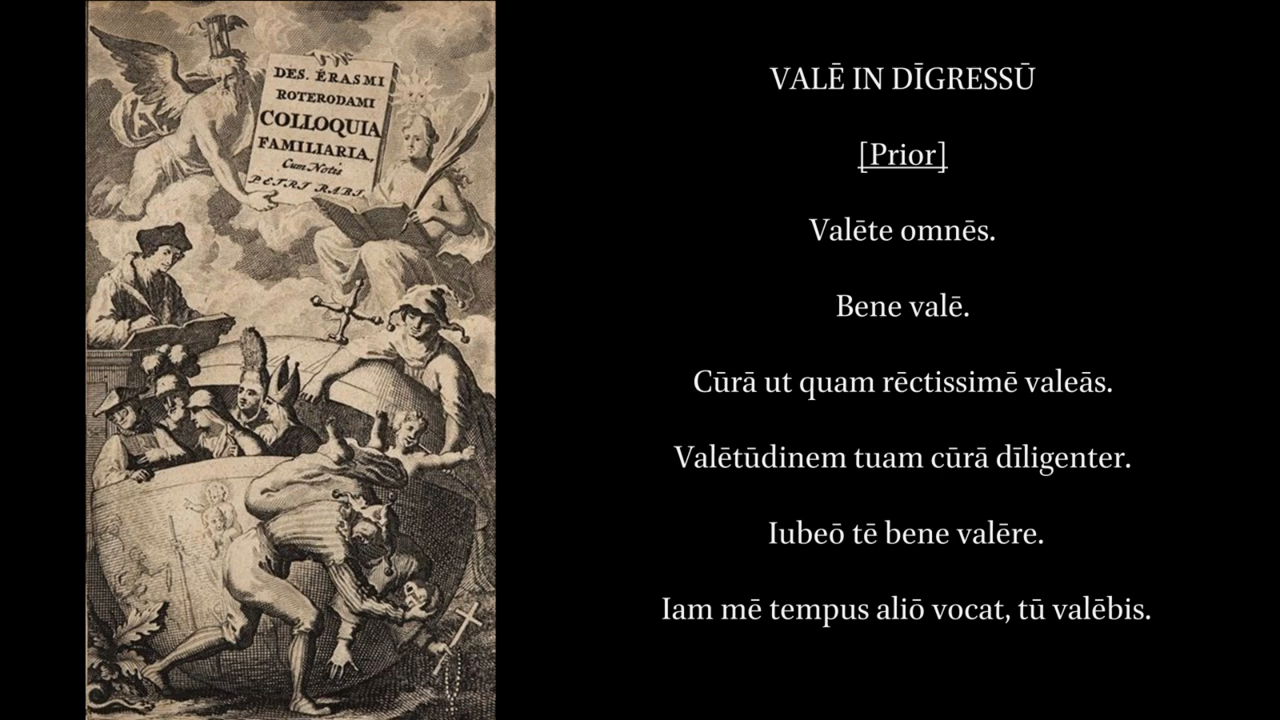 DES. ERASMI
ROTERODAMI
COLLOQUIA
FAMILIARIA,
Cum Notis
PETRI RABI.
VALĒ IN DĪGRESSŪ
[Prior]
Valēte omnēs.
Bene valē.
Cūrā ut quam rēctissimē valeās.
Valētūdinem tuam cūrā dīligenter.
Iubeō tē bene valēre.
Iam mē tempus aliō vocat, tū valēbis.